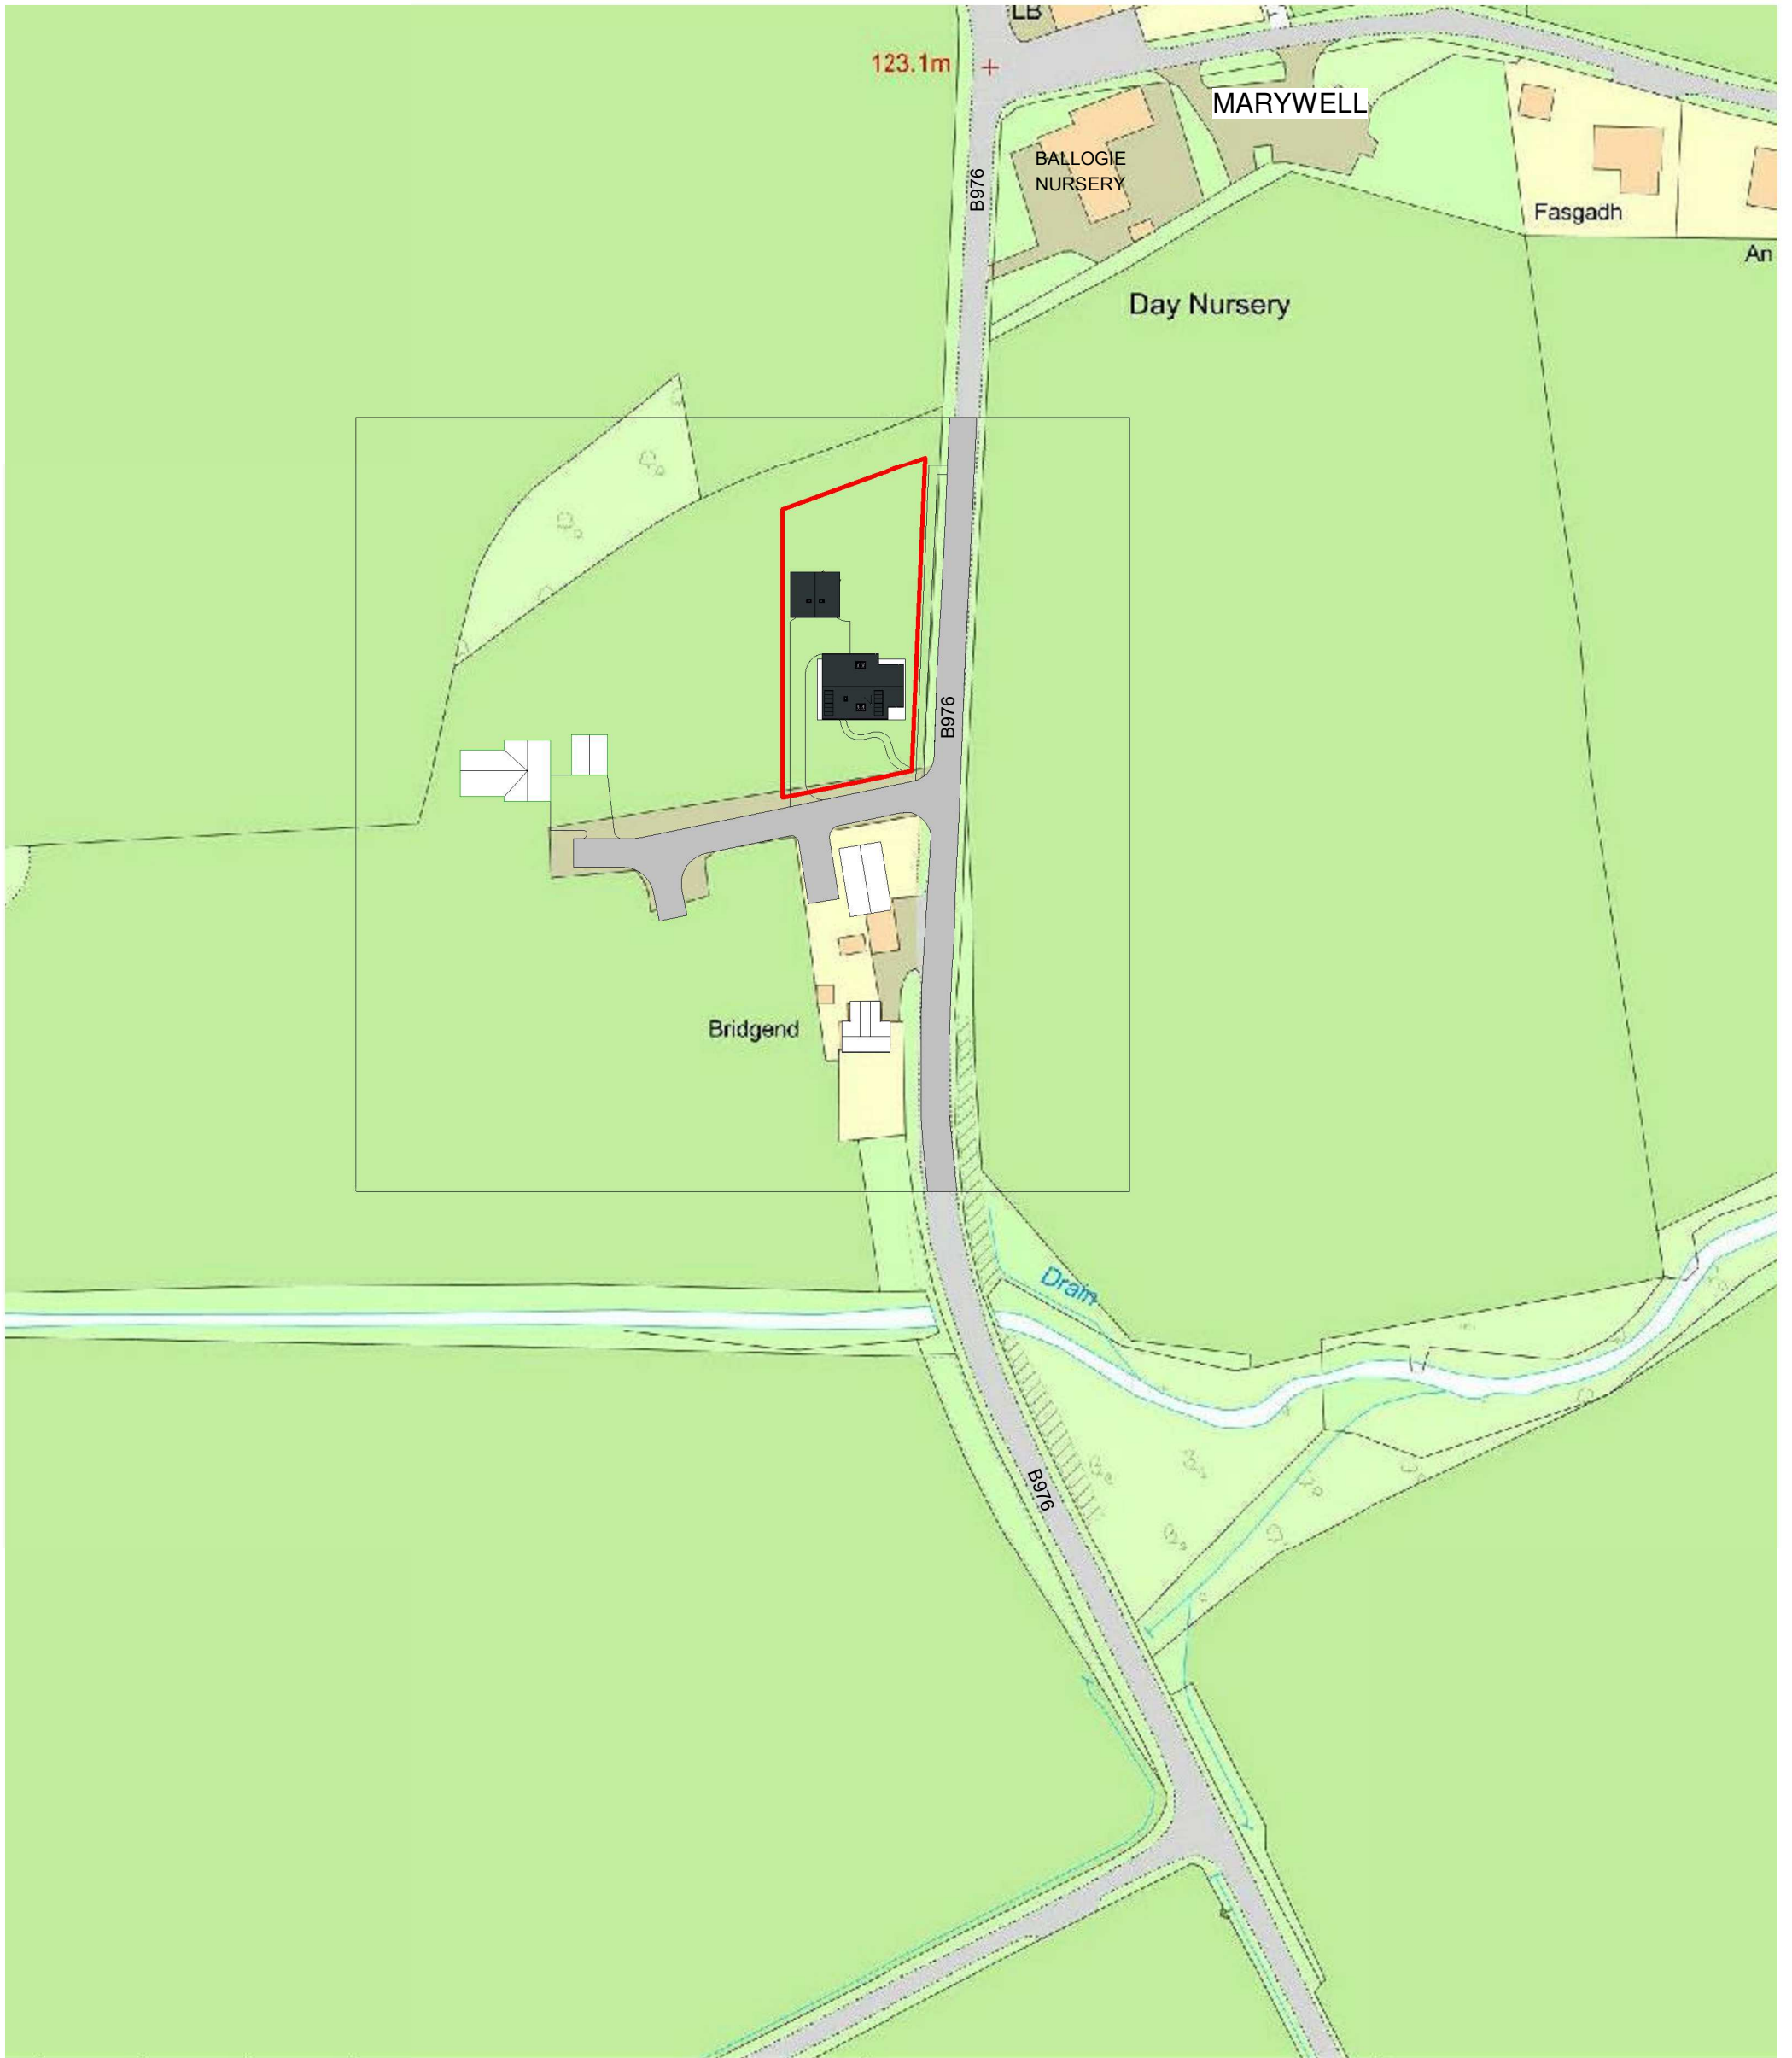 LB
123.1m
MARYWELL
BALLOGIE
NURSERY
B976
Fasgadh
An
Day Nursery
B976
Bridgend
Drain
B976